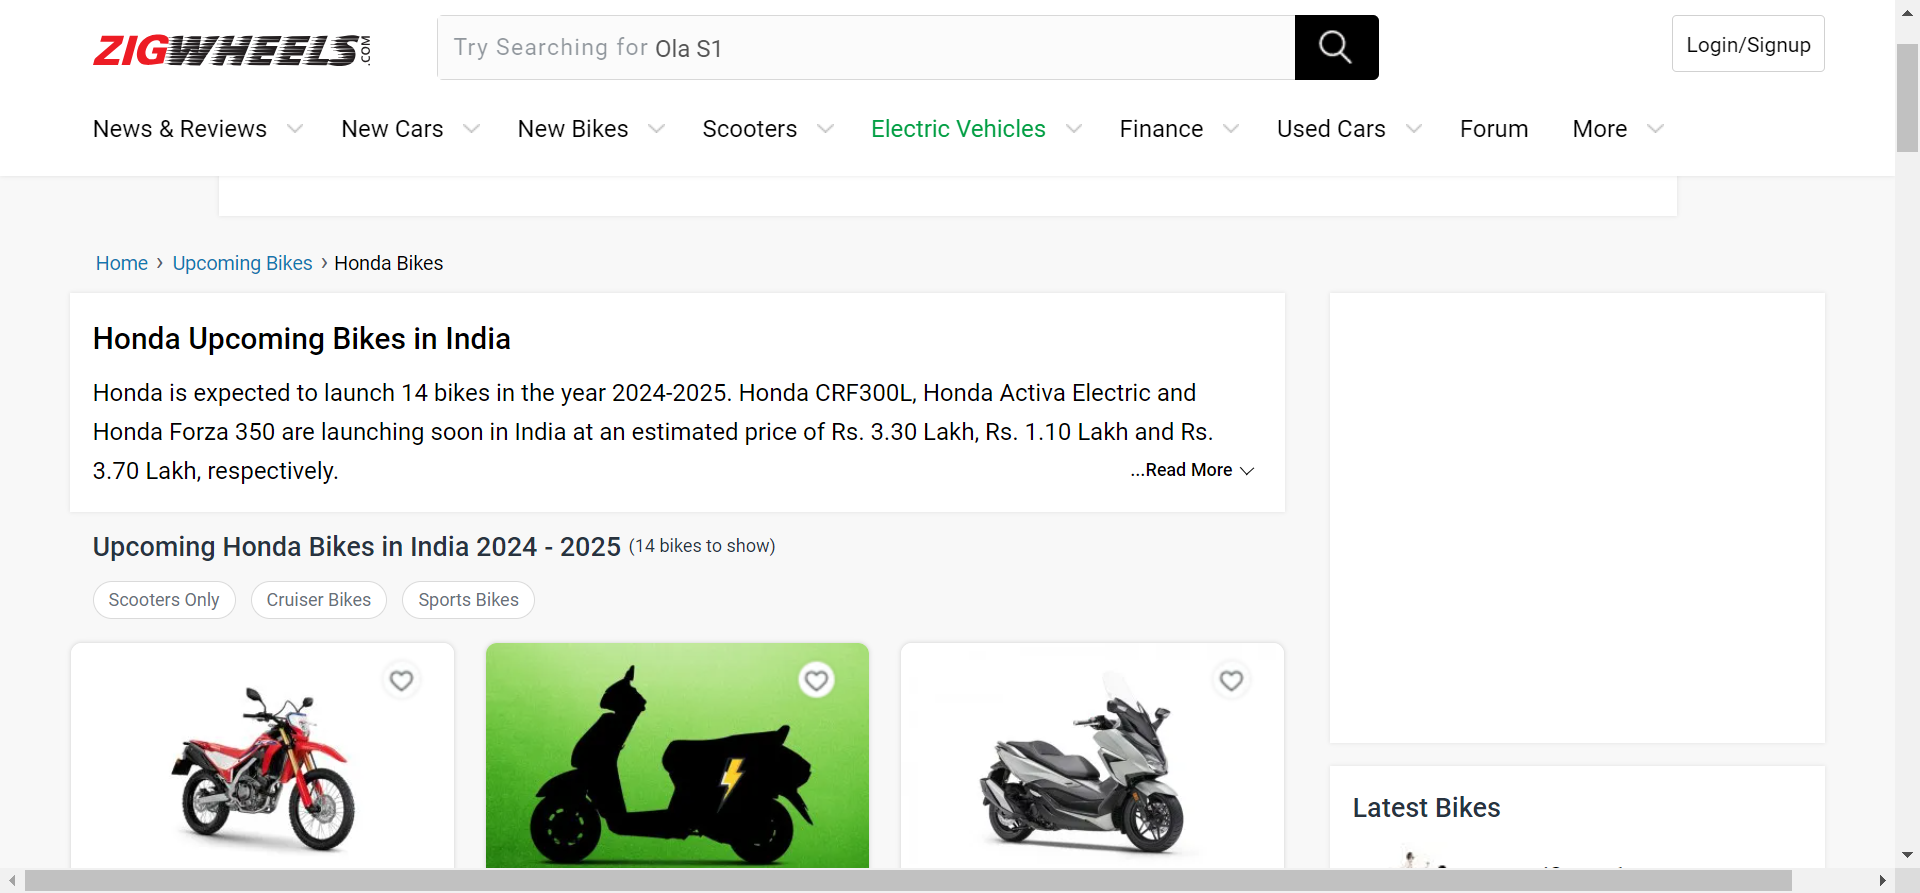 ZIGWHEELS.COM
Try Searching for Ola S1
Login/Signup
News & Reviews New Cars New Bikes Scooters Electric Vehicles Finance Used Cars Forum More
Home › Upcoming Bikes › Honda Bikes
Honda Upcoming Bikes in India
Honda is expected to launch 14 bikes in the year 2024-2025. Honda CRF300L, Honda Activa Electric and
Honda Forza 350 are launching soon in India at an estimated price of Rs. 3.30 Lakh, Rs. 1.10 Lakh and Rs.
3.70 Lakh, respectively.
...Read More
Upcoming Honda Bikes in India 2024 - 2025 (14 bikes to show)
Scooters Only Cruiser Bikes Sports Bikes
Latest Bikes